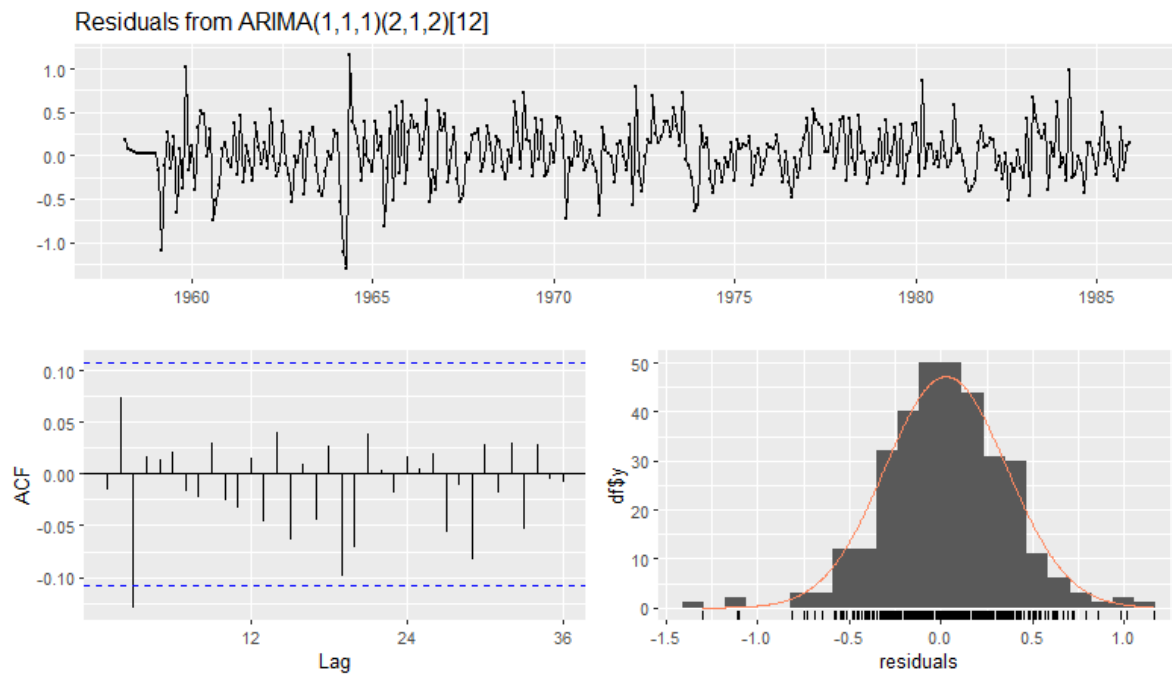 Residuals from ARIMA(1,1,1)(2,1,2)[12]
1.0
0.5
0.0
-0.5
-1.0
1960 1965 1970 1975 1980 1985
ACF
0.10
0.05
0.00
-0.05
-0.10
12 24 36
Lag
df$y
50
40
30
20
10
0
-1.5 -1.0 -0.5 0.0 0.5 1.0
residuals